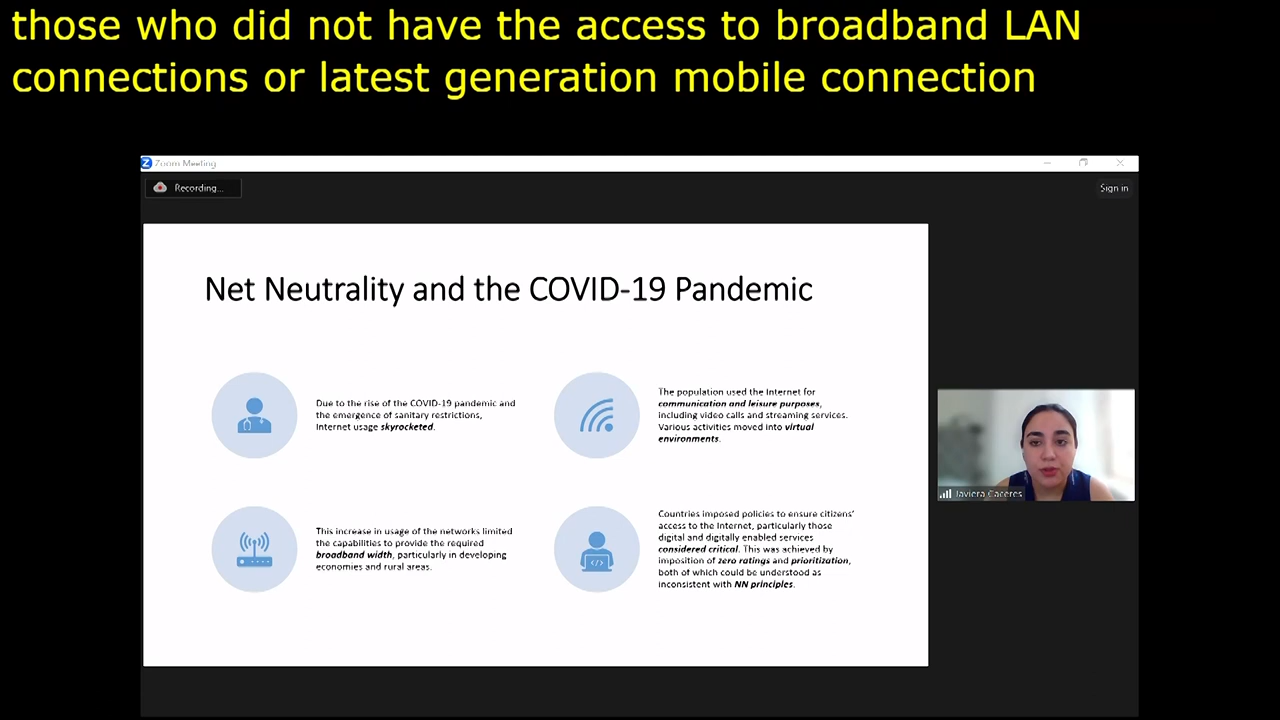 those who did not have the access to broadband LAN
connections or latest generation mobile connection
Zoom Meeting
Recording...
Sign in
Net Neutrality and the COVID-19 Pandemic
Due to the rise of the COVID-19 pandemic and
the emergence of sanitary restrictions,
Internet usage skyrocketed.
The population used the Internet for
communication and leisure purposes,
including video calls and streaming services.
Various activities moved into virtual
environments.
This increase in usage of the networks limited
the capabilities to provide the required
broadband width, particularly in developing
economies and rural areas.
Countries imposed policies to ensure citizens'
access to the Internet, particularly those
digital and digitally enabled services
considered critical. This was achieved by
imposition of zero ratings and prioritization,
both of which could be understood as
inconsistent with NN principles.
Javiera Caceres